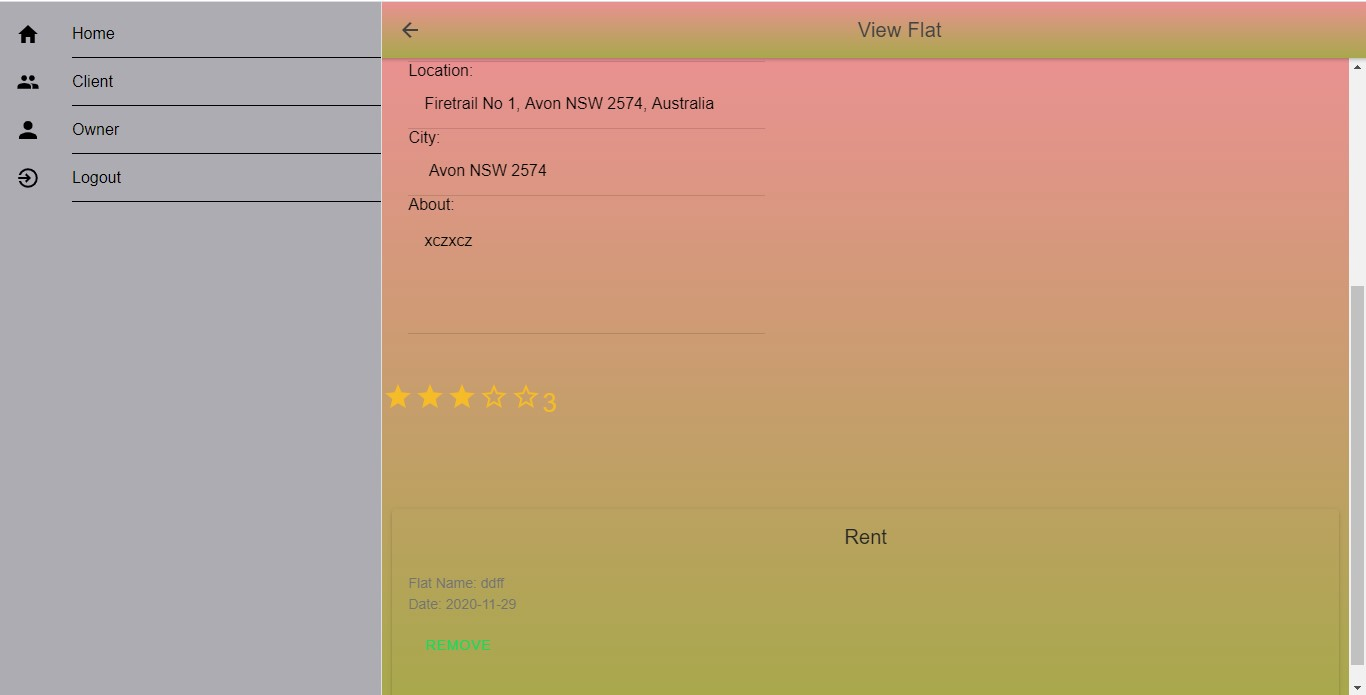 Home
Client
Owner
Logout
View Flat
Location:
Firetrail No 1, Avon NSW 2574, Australia
City:
Avon NSW 2574
About:
xczxcz
3
Rent
Flat Name: ddff
Date: 2020-11-29
REMOVE